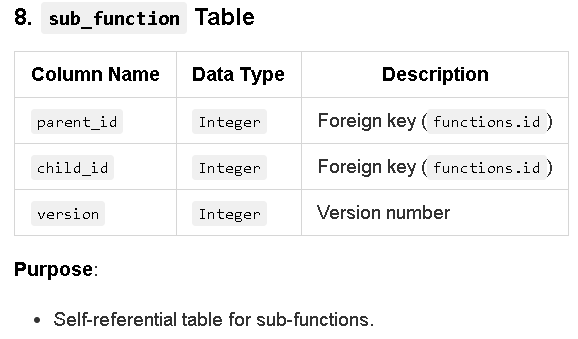 8. sub_function Table
Column Name Data Type Description
parent_id Integer Foreign key ( functions.id )
child_id Integer Foreign key ( functions.id )
version Integer Version number
Purpose:
• Self-referential table for sub-functions.